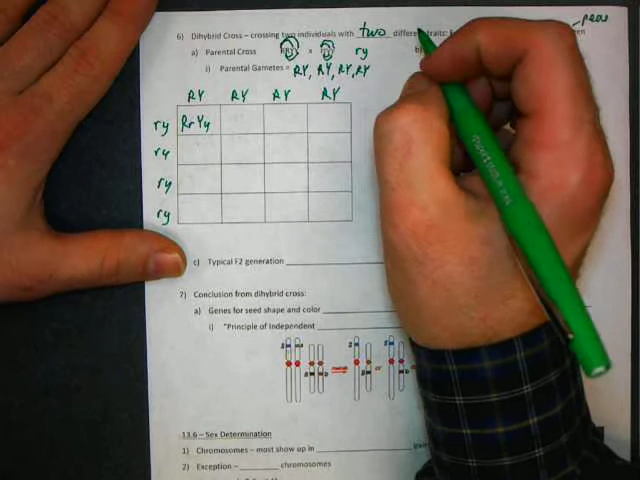 - peas
6) Dihybrid Cross – crossing two individuals with two different traits:
a) Parental Cross RRYY x rryy ry
i) Parental Gametes = RY, RY, RY, RY
RY RY RY RY
ry RrYy
ry
ry
ry
c) Typical F2 generation
7) Conclusion from dihybrid cross:
a) Genes for seed shape and color
i) "Principle of Independent
13.6 – Sex Determination
1) Chromosomes – most show up in
2) Exception – chromosomes